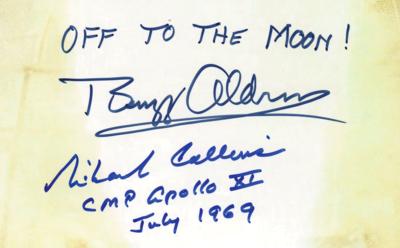 OFF TO THE MOON!
Buzz Aldrin
Michael Collins
CMP Apollo XI
July 1969